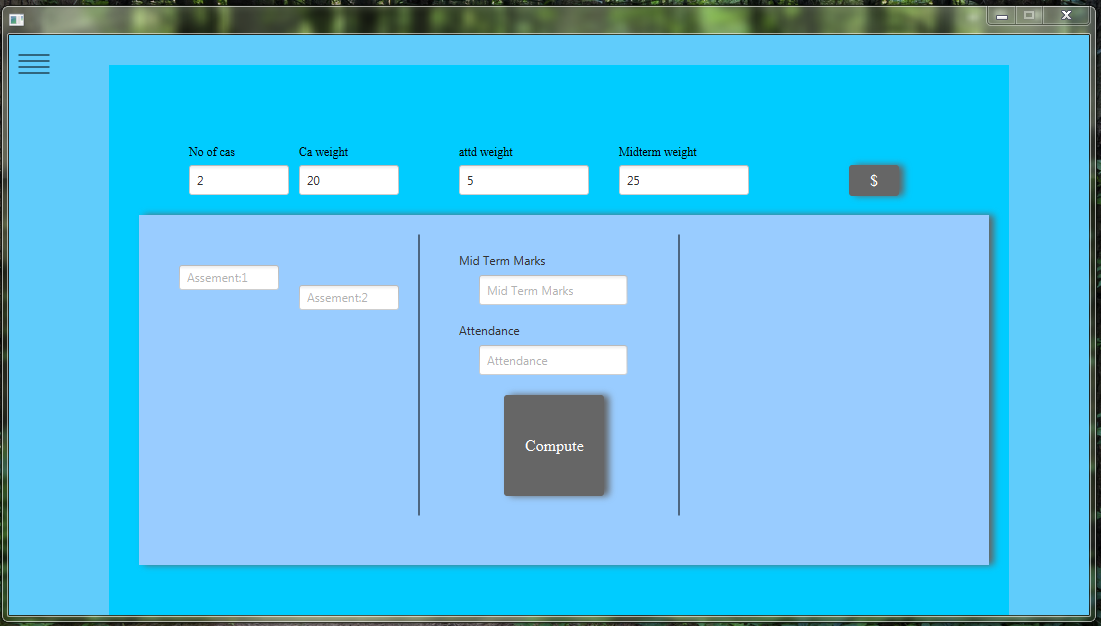 No of cas
Ca weight
attd weight
Midterm weight
2
20
5
25
$
Assement:1
Assement:2
Mid Term Marks
Mid Term Marks
Attendance
Attendance
Compute